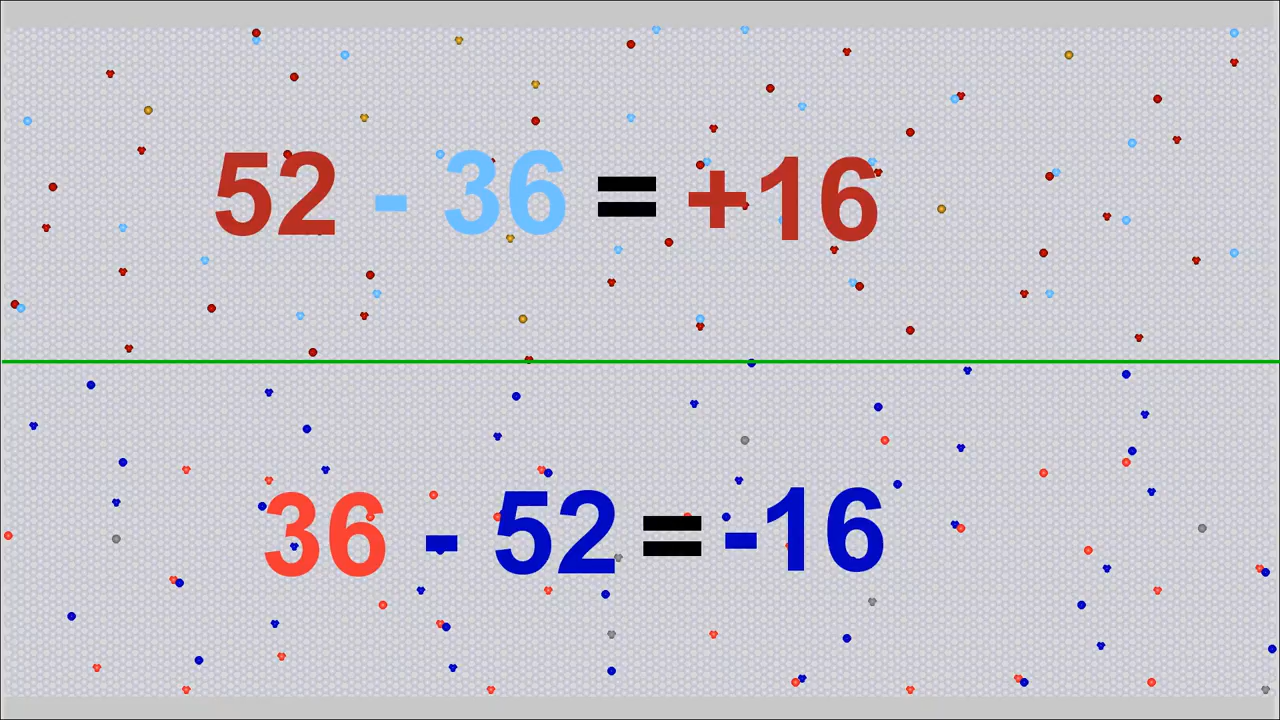 52 - 36 = +16
36 - 52 = -16